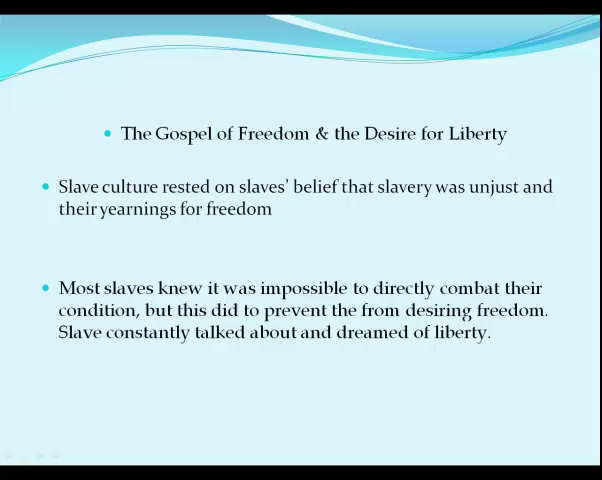 The Gospel of Freedom & the Desire for Liberty
Slave culture rested on slaves' belief that slavery was unjust and
their yearnings for freedom
Most slaves knew it was impossible to directly combat their
condition, but this did to prevent the from desiring freedom.
Slave constantly talked about and dreamed of liberty.